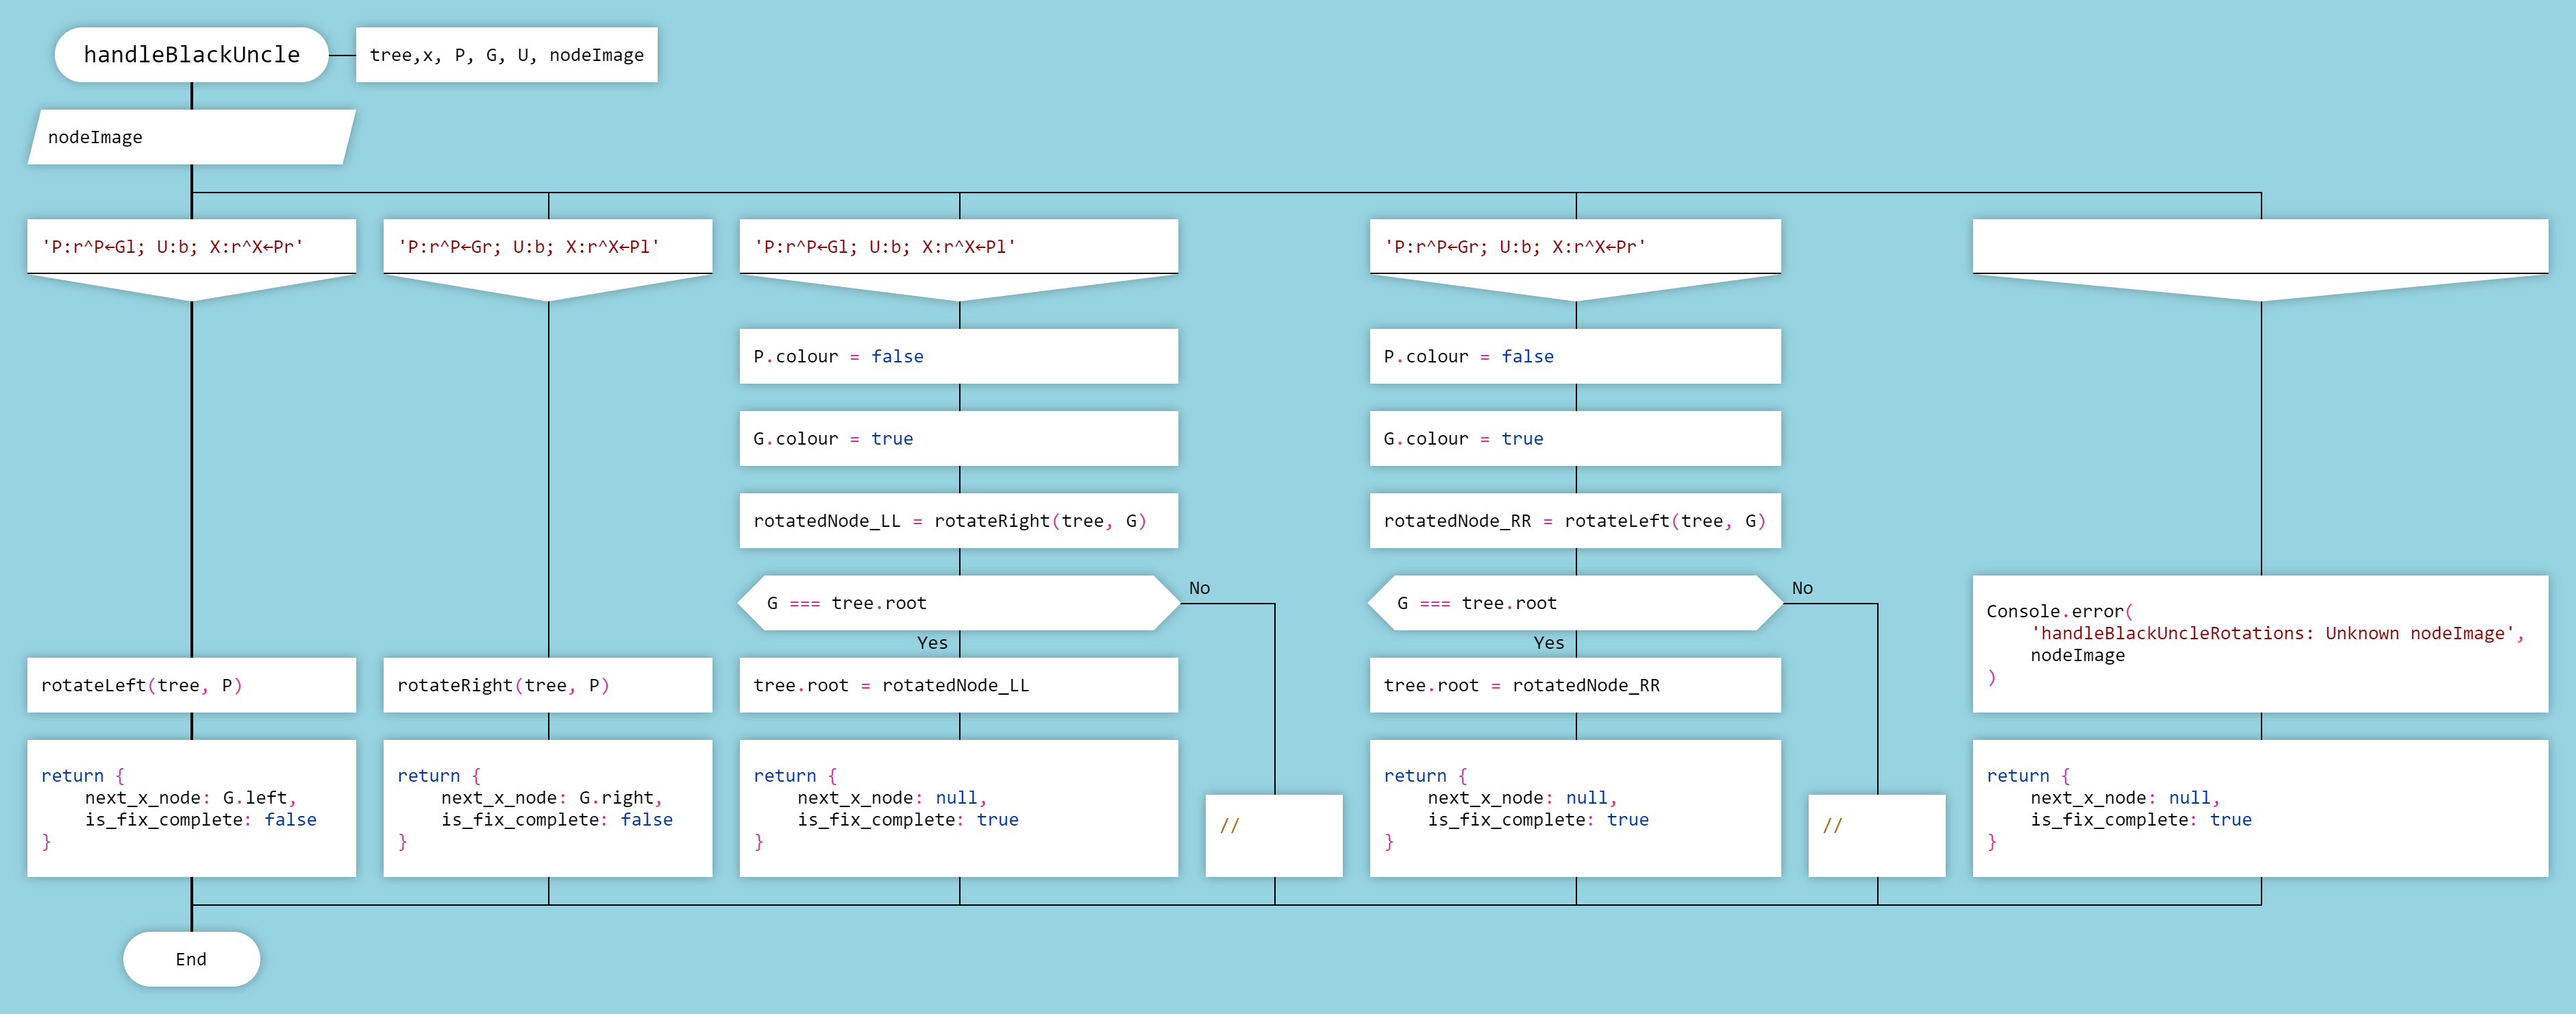 handleBlackUncle
tree,x, P, G, U, nodeImage
nodeImage
'P:r^P←Gl; U:b; X:r^X←Pr'
'P:r^P←Gr; U:b; X:r^X←Pl'
'P:r^P←Gl; U:b; X:r^X←Pl'
'P:r^P←Gr; U:b; X:r^X←Pr'
rotateLeft(tree, P)
return {
next_x_node: G.left,
is_fix_complete: false
}
rotateRight(tree, P)
return {
next_x_node: G.right,
is_fix_complete: false
}
P.colour = false
G.colour = true
rotatedNode_LL = rotateRight(tree, G)
G === tree.root
No
Yes
tree.root = rotatedNode_LL
return {
next_x_node: null,
is_fix_complete: true
}
//
P.colour = false
G.colour = true
rotatedNode_RR = rotateLeft(tree, G)
G === tree.root
No
Yes
tree.root = rotatedNode_RR
return {
next_x_node: null,
is_fix_complete: true
}
//
Console.error(
'handleBlackUncleRotations: Unknown nodeImage',
nodeImage
)
return {
next_x_node: null,
is_fix_complete: true
}
End